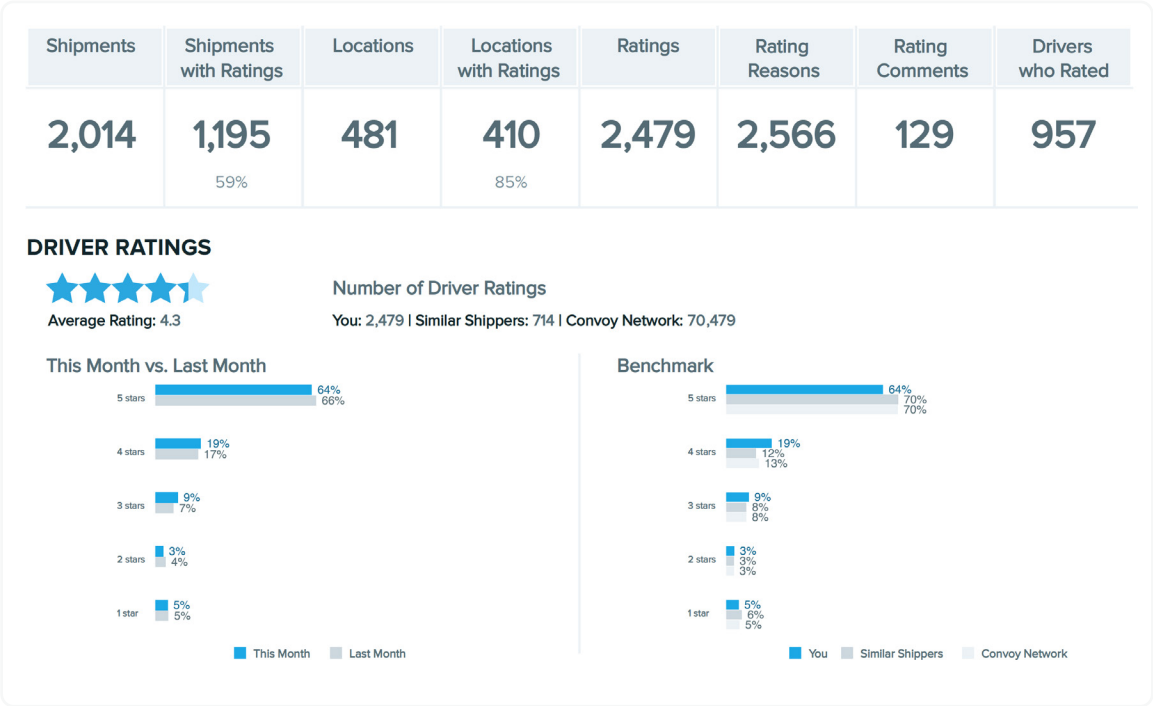 Shipments
Shipments
with Ratings
Locations
Locations
with Ratings
Ratings
Rating
Reasons
Rating
Comments
Drivers
who Rated
2,014
1,195
481
410
2,479
2,566
129
957
59%
85%
DRIVER RATINGS
Average Rating: 4.3
Number of Driver Ratings
You: 2,479 | Similar Shippers: 714 | Convoy Network: 70,479
This Month vs. Last Month
5 stars
64%
66%
4 stars
19%
17%
3 stars
9%
7%
2 stars
3%
4%
1 star
5%
5%
This Month
Last Month
Benchmark
5 stars
64%
70%
70%
4 stars
19%
12%
13%
3 stars
9%
8%
8%
2 stars
3%
3%
3%
1 star
5%
6%
5%
You
Similar Shippers
Convoy Network